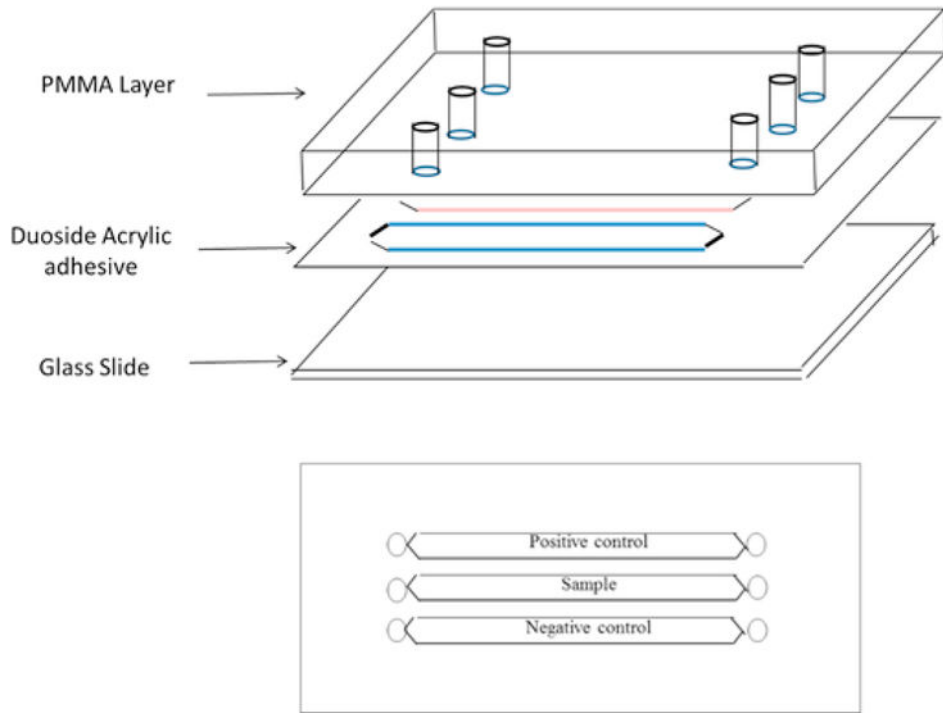 PMMA Layer
Duoside Acrylic
adhesive
Glass Slide
Positive control
Sample
Negative control